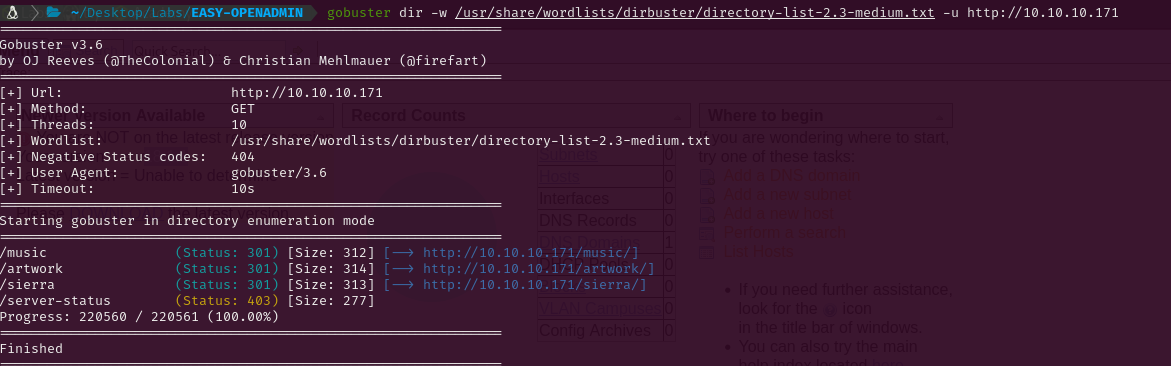 ~/Desktop/Labs/EASY-OPENADMIN gobuster dir -w /usr/share/wordlists/dirbuster/directory-list-2.3-medium.txt -u http://10.10.10.171
Gobuster v3.6
by OJ Reeves (@TheColonial) & Christian Mehlmauer (@firefart)
[+] Url: http://10.10.10.171
[+] Method: GET
[+] Threads: 10
[+] Wordlist: /usr/share/wordlists/dirbuster/directory-list-2.3-medium.txt
[+] Negative Status codes: 404
[+] User Agent: gobuster/3.6
[+] Timeout: 10s
Starting gobuster in directory enumeration mode
/music (Status: 301) [Size: 312] [--> http://10.10.10.171/music/]
/artwork (Status: 301) [Size: 314] [--> http://10.10.10.171/artwork/]
/sierra (Status: 301) [Size: 313] [--> http://10.10.10.171/sierra/]
/server-status (Status: 403) [Size: 277]
Progress: 220560 / 220561 (100.00%)
Finished
Version Available
NOT on the latest
= Unable to
the latest version
Record Counts
Subnets 0
Hosts 0
Interfaces 0
DNS Records 0
1
0
0
VLAN Campuses 0
Config Archives 0
Where to begin
If you are wondering where to start,
try one of these tasks:
Add a DNS domain
Add a new subnet
Add a new host
Perform a search
List Hosts
• If you need further assistance,
look for the icon
in the title bar of windows.
• You can also try the main
help index located here